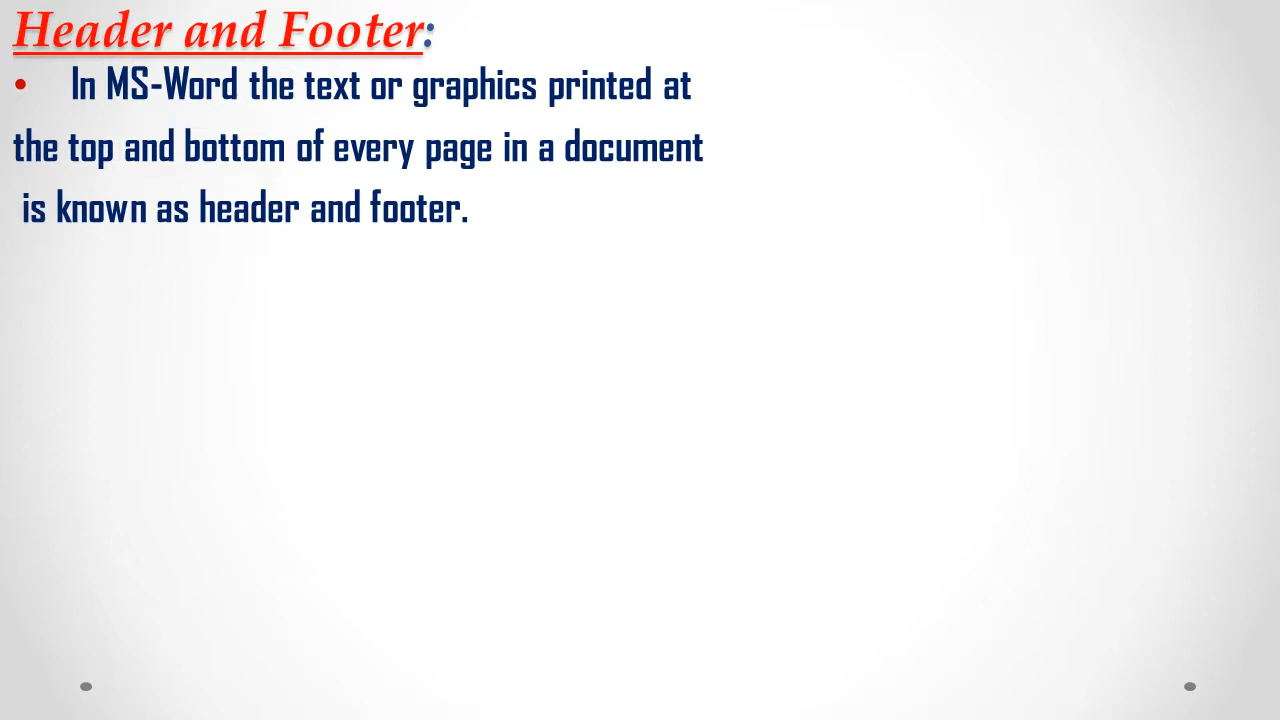 Header and Footer:
• In MS-Word the text or graphics printed at
the top and bottom of every page in a document
is known as header and footer.